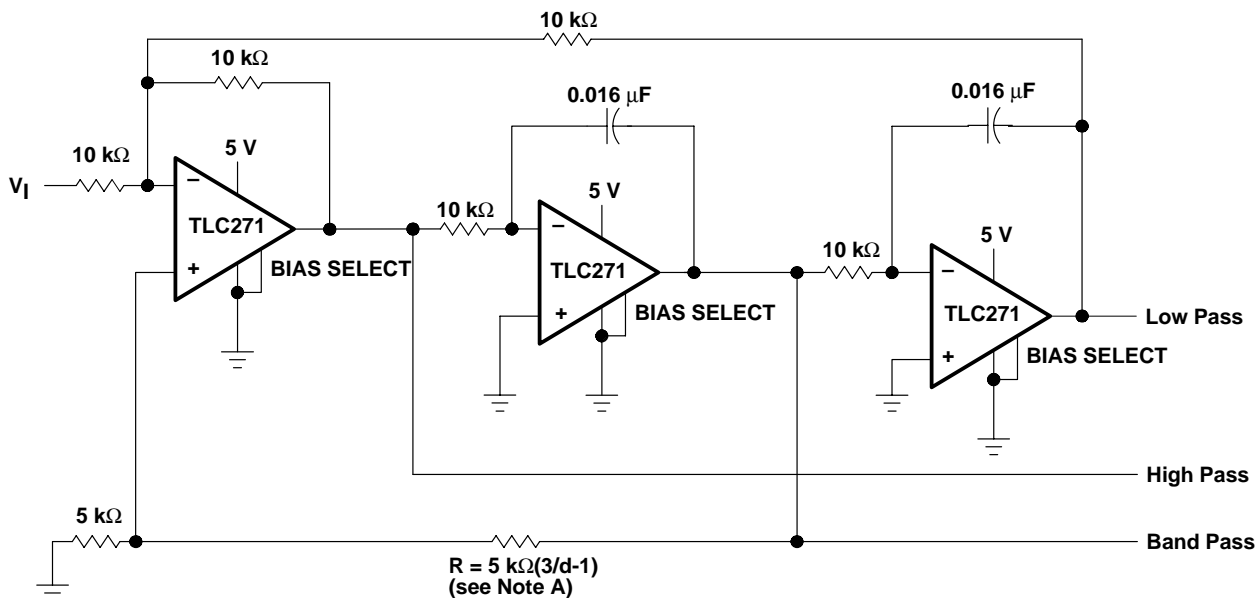 10 kΩ
10 kΩ
0.016 μF
0.016 μF
5 V
10 kΩ
V_I
5 V
TLC271
10 kΩ
5 V
10 kΩ
BIAS SELECT
TLC271
BIAS SELECT
TLC271
Low Pass
BIAS SELECT
High Pass
5 kΩ
Band Pass
R = 5 kΩ(3/d-1)
(see Note A)
−
+
−
+
−
+